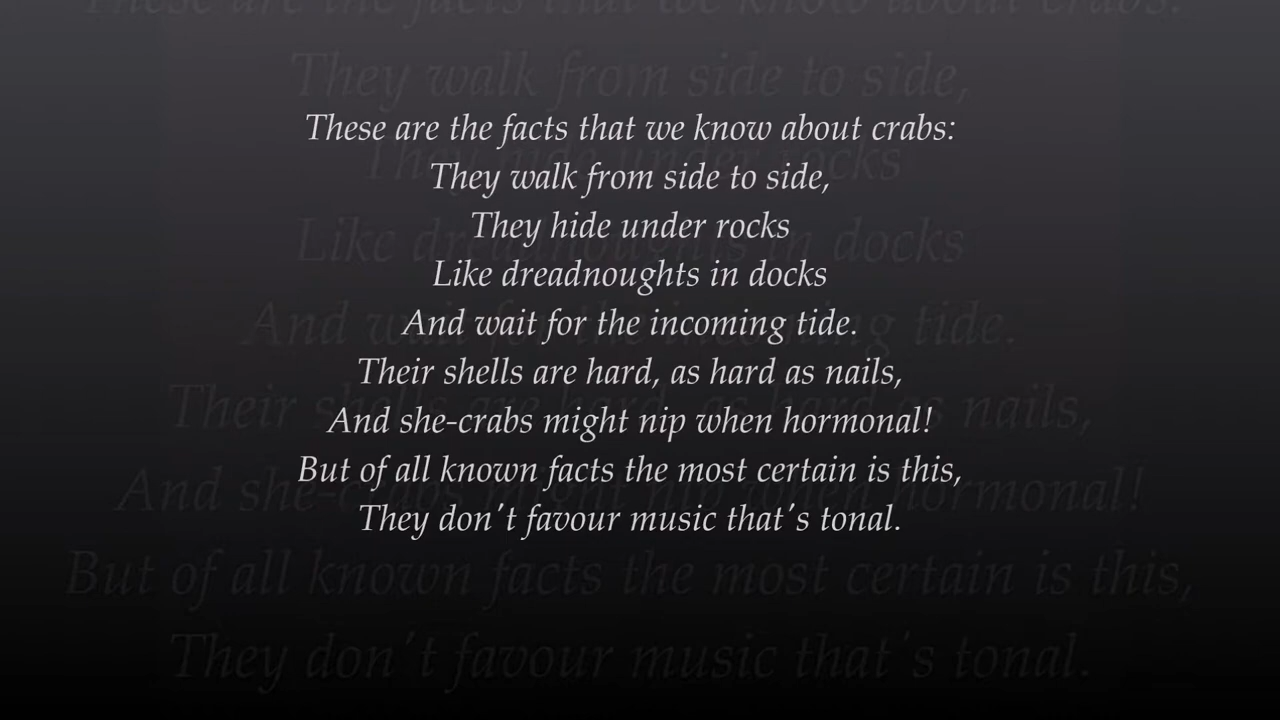 These are the facts that we know about crabs:
They walk from side to side,
They hide under rocks
Like dreadnoughts in docks
And wait for the incoming tide.
Their shells are hard, as hard as nails,
And she-crabs might nip when hormonal!
But of all known facts the most certain is this,
They don't favour music that's tonal.